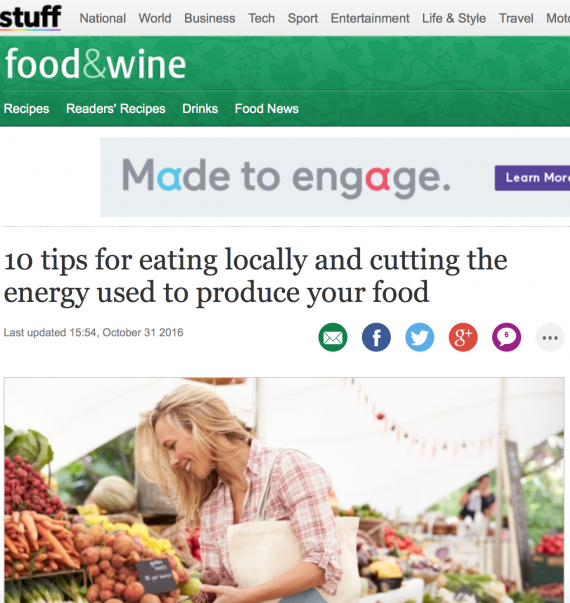 stuff National World Business Tech Sport Entertainment Life & Style Travel Moto
food&wine
Recipes Readers' Recipes Drinks Food News
Made to engage. Learn More
10 tips for eating locally and cutting the
energy used to produce your food
Last updated 15:54, October 31 2016
f g+ 6